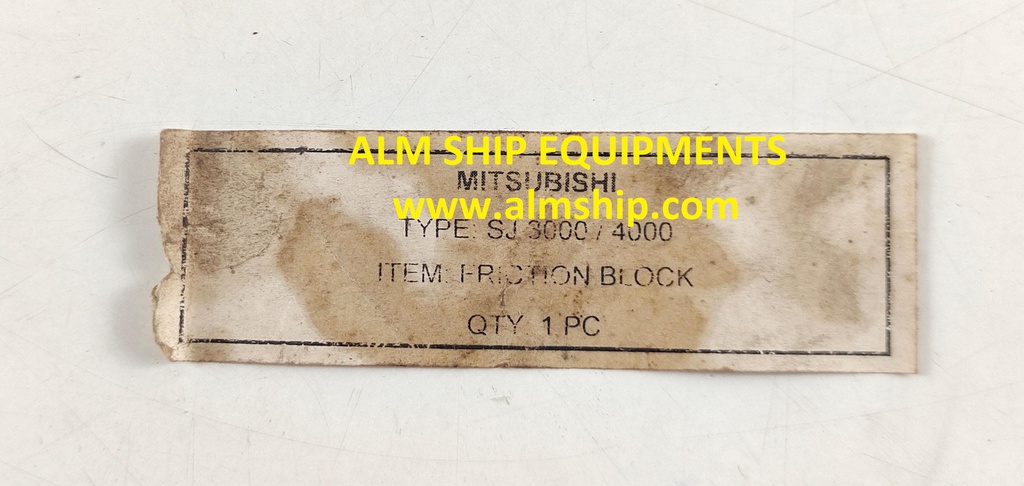 ALM SHIP EQUIPMENTS
MITSUBISHI
www.almship.com
TYPE: SJ 3000 / 4000
ITEM: FRICTION BLOCK
QTY: 1 PC